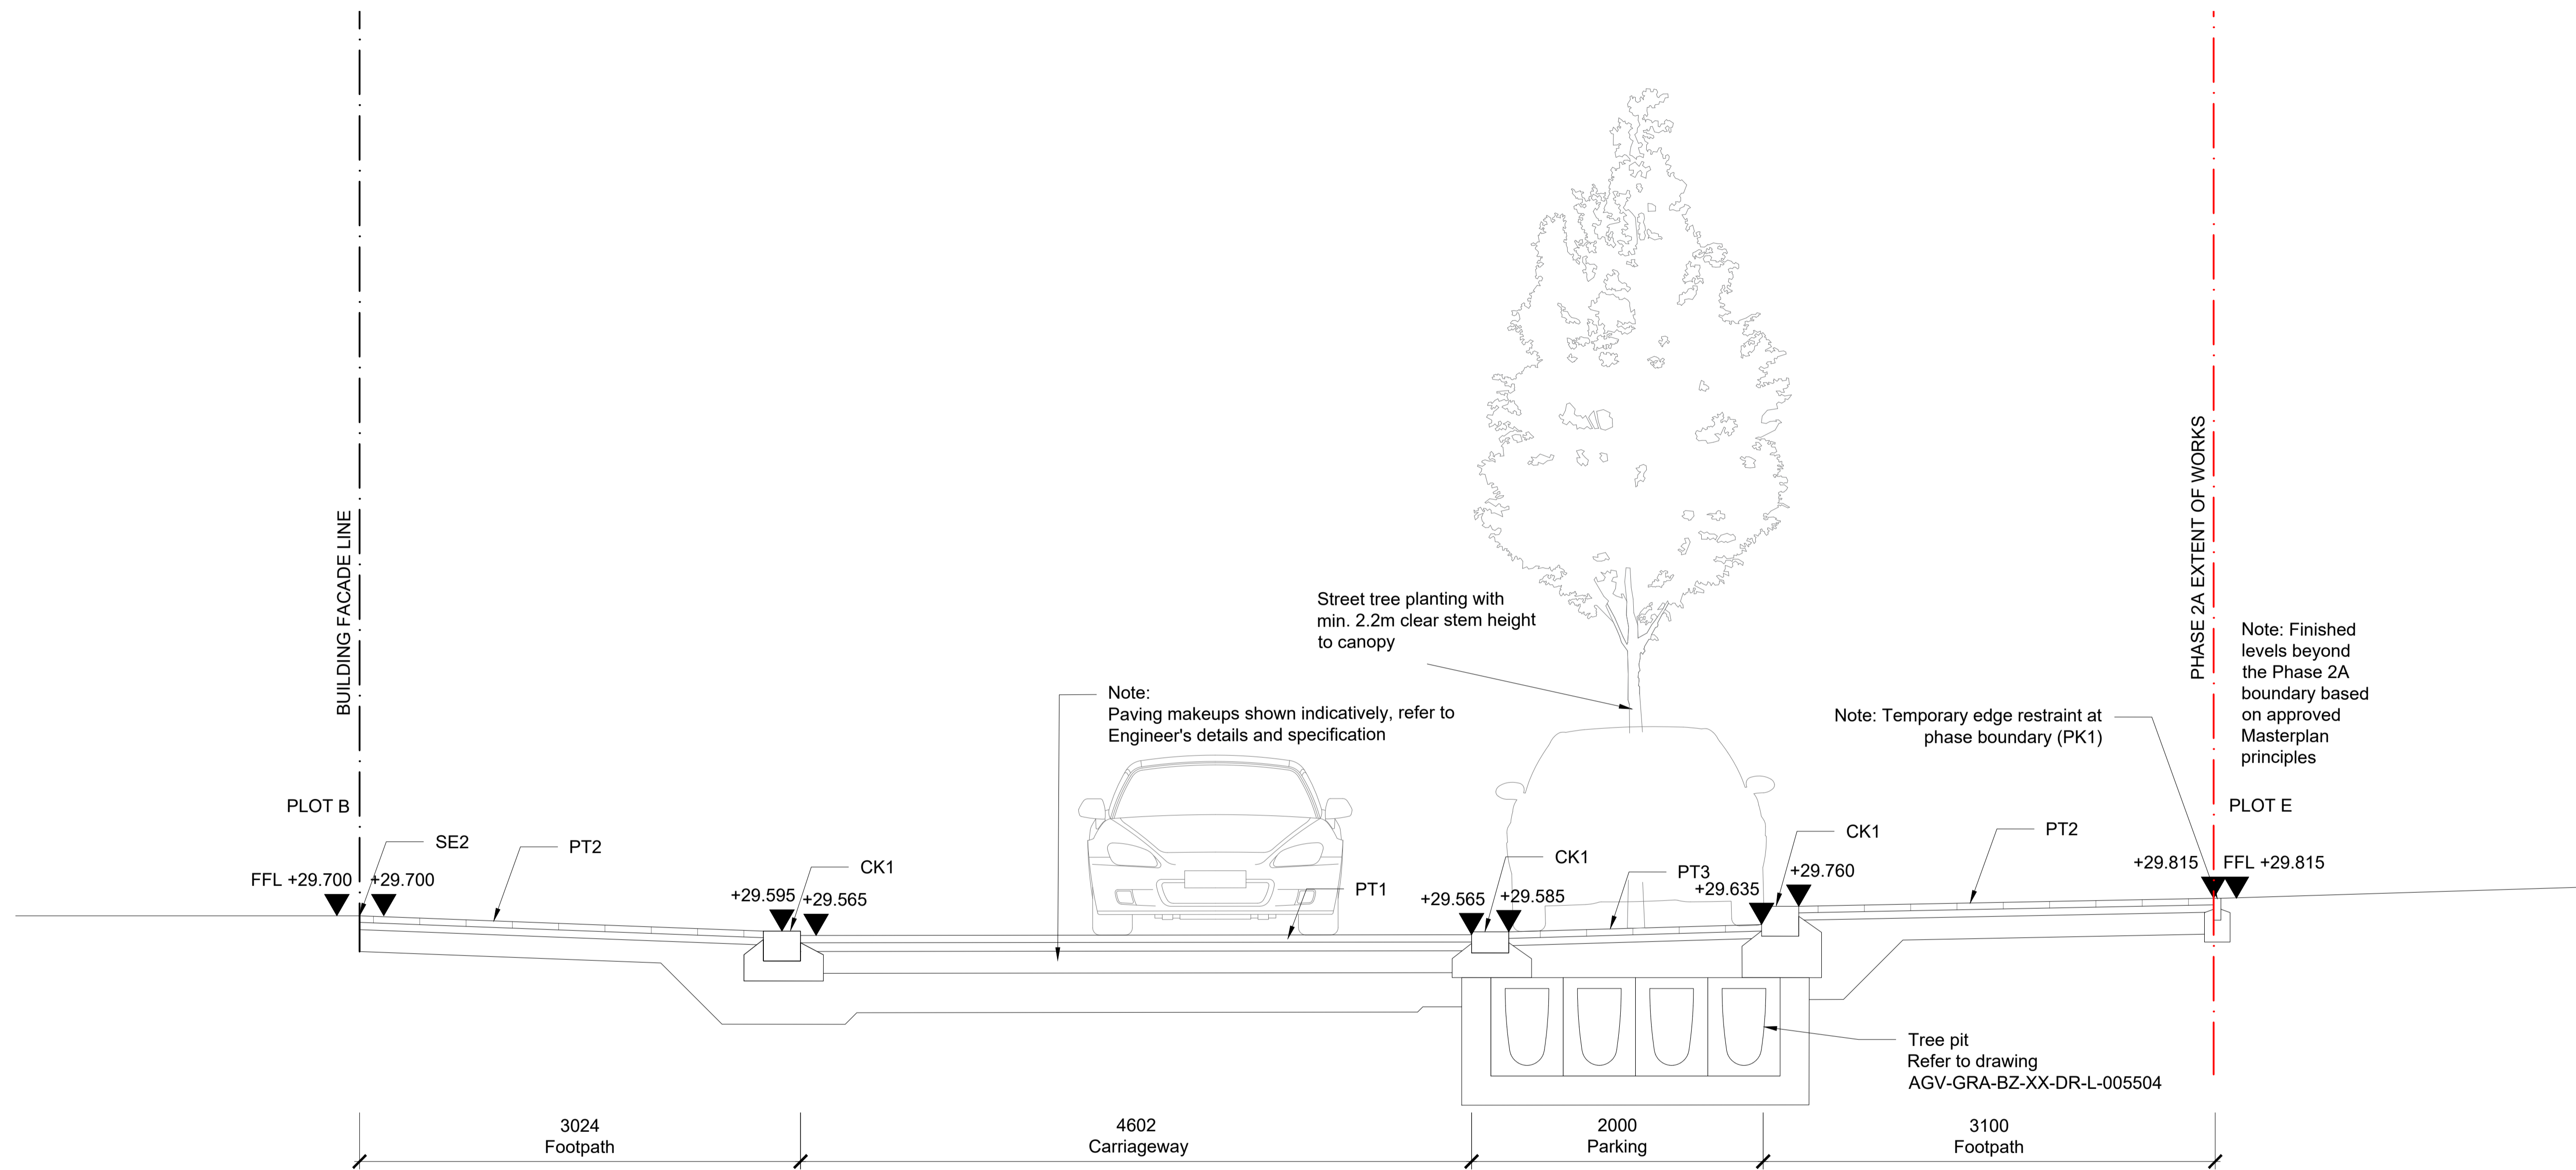 BUILDING FACADE LINE
PHASE 2A EXTENT OF WORKS
Street tree planting with
min. 2.2m clear stem height
to canopy
Note: Finished
levels beyond
the Phase 2A
boundary based
on approved
Masterplan
principles
Note:
Paving makeups shown indicatively, refer to
Engineer's details and specification
Note: Temporary edge restraint at
phase boundary (PK1)
PLOT B
PLOT E
SE2
PT2
CK1
CK1
PT3
PT1
CK1
PT2
FFL +29.700
+29.700
+29.595
+29.565
+29.565
+29.585
+29.635
+29.760
+29.815
FFL +29.815
Tree pit
Refer to drawing
AGV-GRA-BZ-XX-DR-L-005504
3024
Footpath
4602
Carriageway
2000
Parking
3100
Footpath